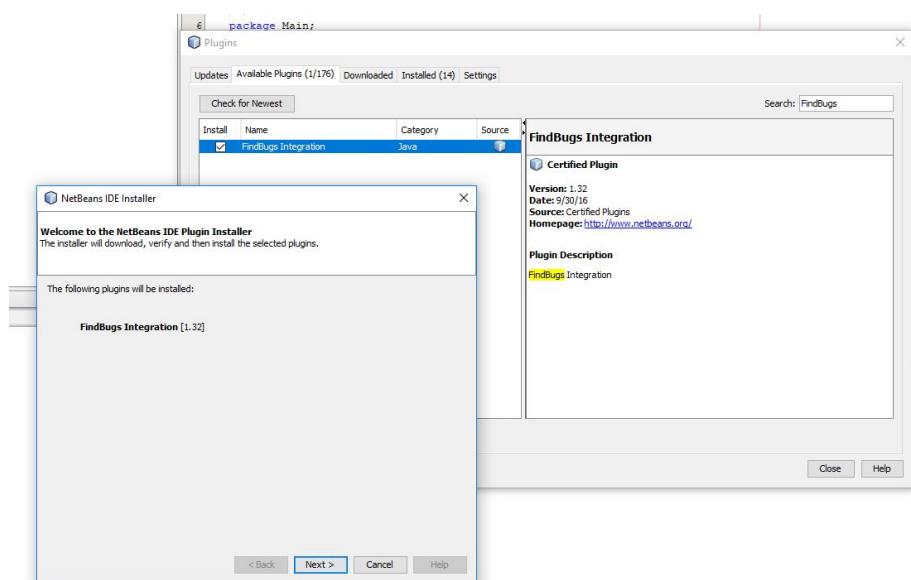 6 package Main;
Plugins
Updates Available Plugins (1/176) Downloaded Installed (14) Settings
Check for Newest Search: FindBugs
Install Name Category Source
FindBugs Integration Java
FindBugs Integration
Certified Plugin
Version: 1.32
Date: 9/30/16
Source: Certified Plugins
Homepage: http://www.netbeans.org/
Plugin Description
FindBugs Integration
Close Help
NetBeans IDE Installer
Welcome to the NetBeans IDE Plugin Installer
The installer will download, verify and then install the selected plugins.
The following plugins will be installed:
FindBugs Integration [1.32]
< Back Next > Cancel Help